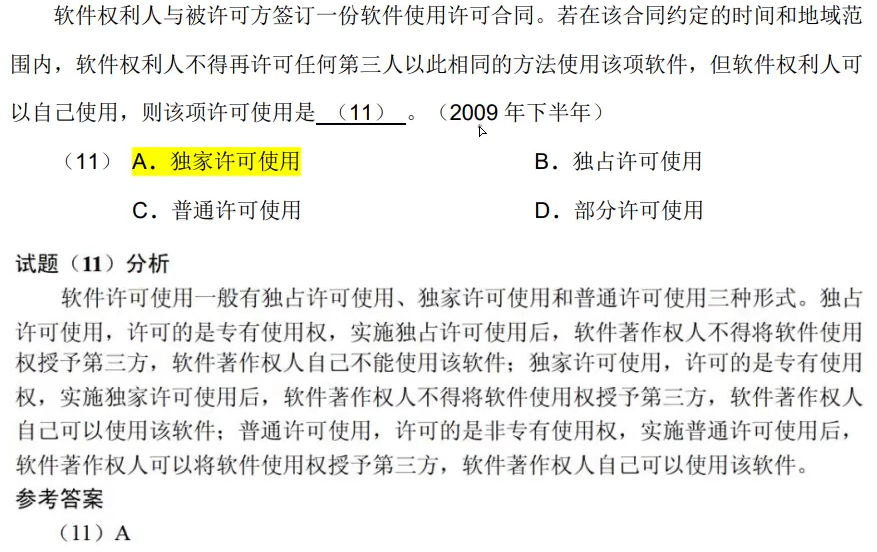 软件权利人与被许可方签订一份软件使用许可合同。若在该合同约定的时间和地域范
围内，软件权利人不得再许可任何第三人以此相同的方法使用该项软件，但软件权利人可
以自己使用，则该项许可使用是 （11） 。（2009 年下半年）
（11） A．独家许可使用 B．独占许可使用
C．普通许可使用 D．部分许可使用
试题（11）分析
软件许可使用一般有独占许可使用、独家许可使用和普通许可使用三种形式。独占
许可使用，许可的是专有使用权，实施独占许可使用后，软件著作权人不得将软件使用
权授予第三方，软件著作权人自己不能使用该软件；独家许可使用，许可的是专有使用
权，实施独家许可使用后，软件著作权人不得将软件使用权授予第三方，软件著作权人
自己可以使用该软件；普通许可使用，许可的是非专有使用权，实施普通许可使用后，
软件著作权人可以将软件使用权授予第三方，软件著作权人自己可以使用该软件。
参考答案
（11）A